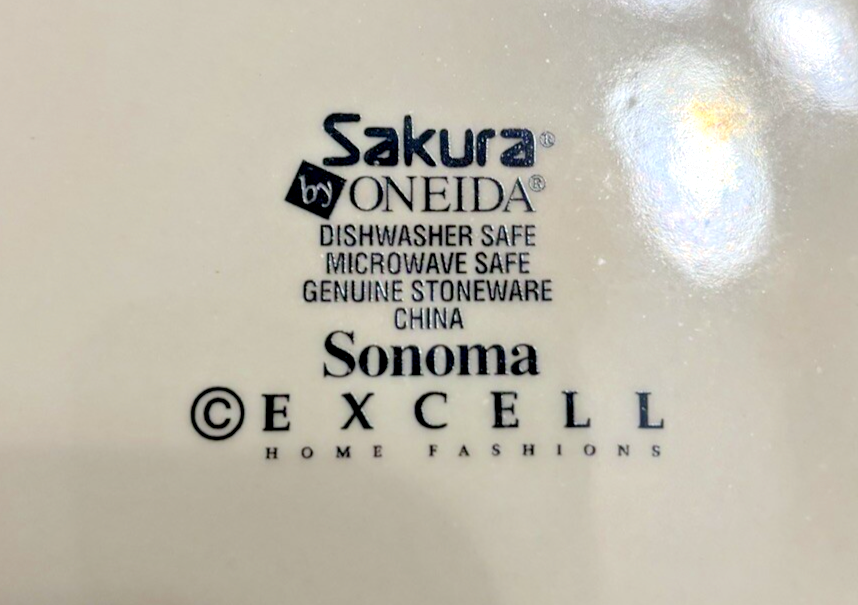 Sakura®
by ONEIDA®
DISHWASHER SAFE
MICROWAVE SAFE
GENUINE STONEWARE
CHINA
Sonoma
© EXCELL
HOME FASHIONS